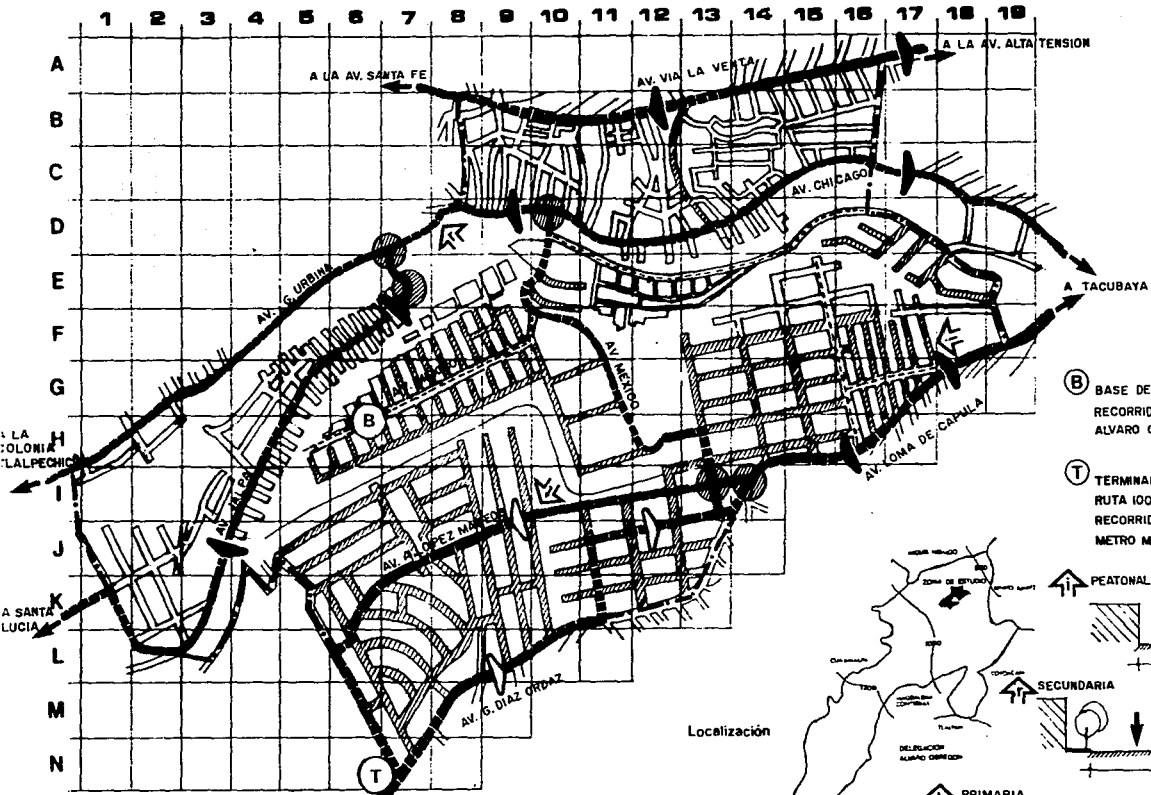 1 2 3 4 5 6 7 8 9 10 11 12 13 14 15 16 17 18 19
A
B
C
D
E
F
G
H
I
J
K
L
M
N
A LA AV. SANTA FE
AV. VIA LA VENTA
A LA AV. ALTA TENSION
AV. CHICAGO
AV. G. URBINA
A TACUBAYA
AV. MEXICO
B
AV. LOMA DE CAPULA
A LA
COLONIA
TLALPECHICO
AV. JALPA
AV. A. LOPEZ MATEOS
A SANTA
LUCIA
AV. G. DIAZ ORDAZ
T
B BASE DE
RECORRID
ALVARO O
T TERMINAL
RUTA 100
RECORRID
METRO M
i PEATONAL
ZONA DE ESTUDIO
r SECUNDARIA
TLALPAN
DELEGACION
ALVARO OBREGON
Localización
PRIMARIA